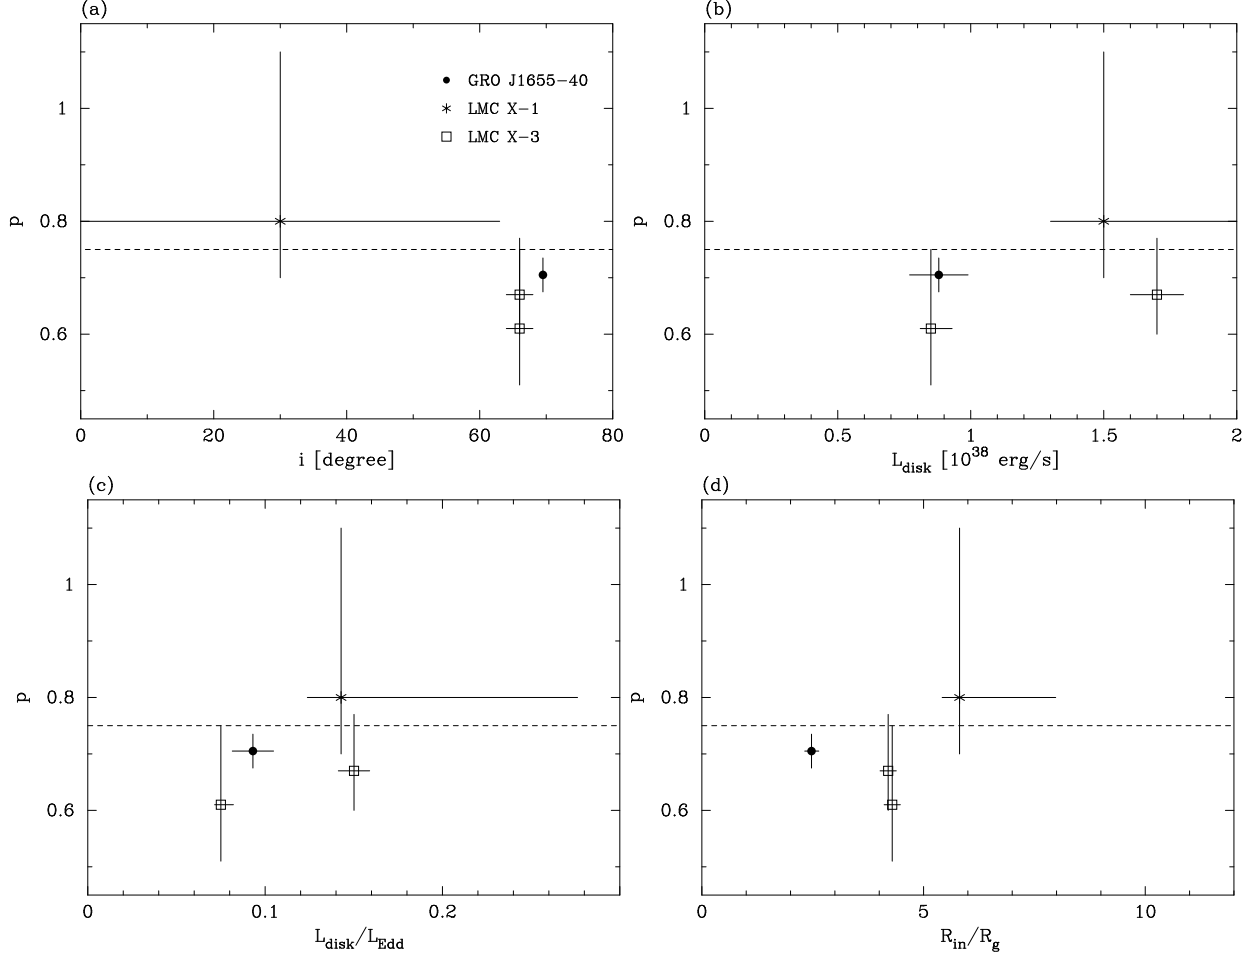 (a)
GRO J1655-40
LMC X-1
LMC X-3
p
1
0.8
0.6
0 20 40 60 80
i [degree]
(b)
p
1
0.8
0.6
0 0.5 1 1.5 2
L_disk [10^38 erg/s]
(c)
p
1
0.8
0.6
0 0.1 0.2
L_disk/L_Edd
(d)
p
1
0.8
0.6
0 5 10
R_in/R_g